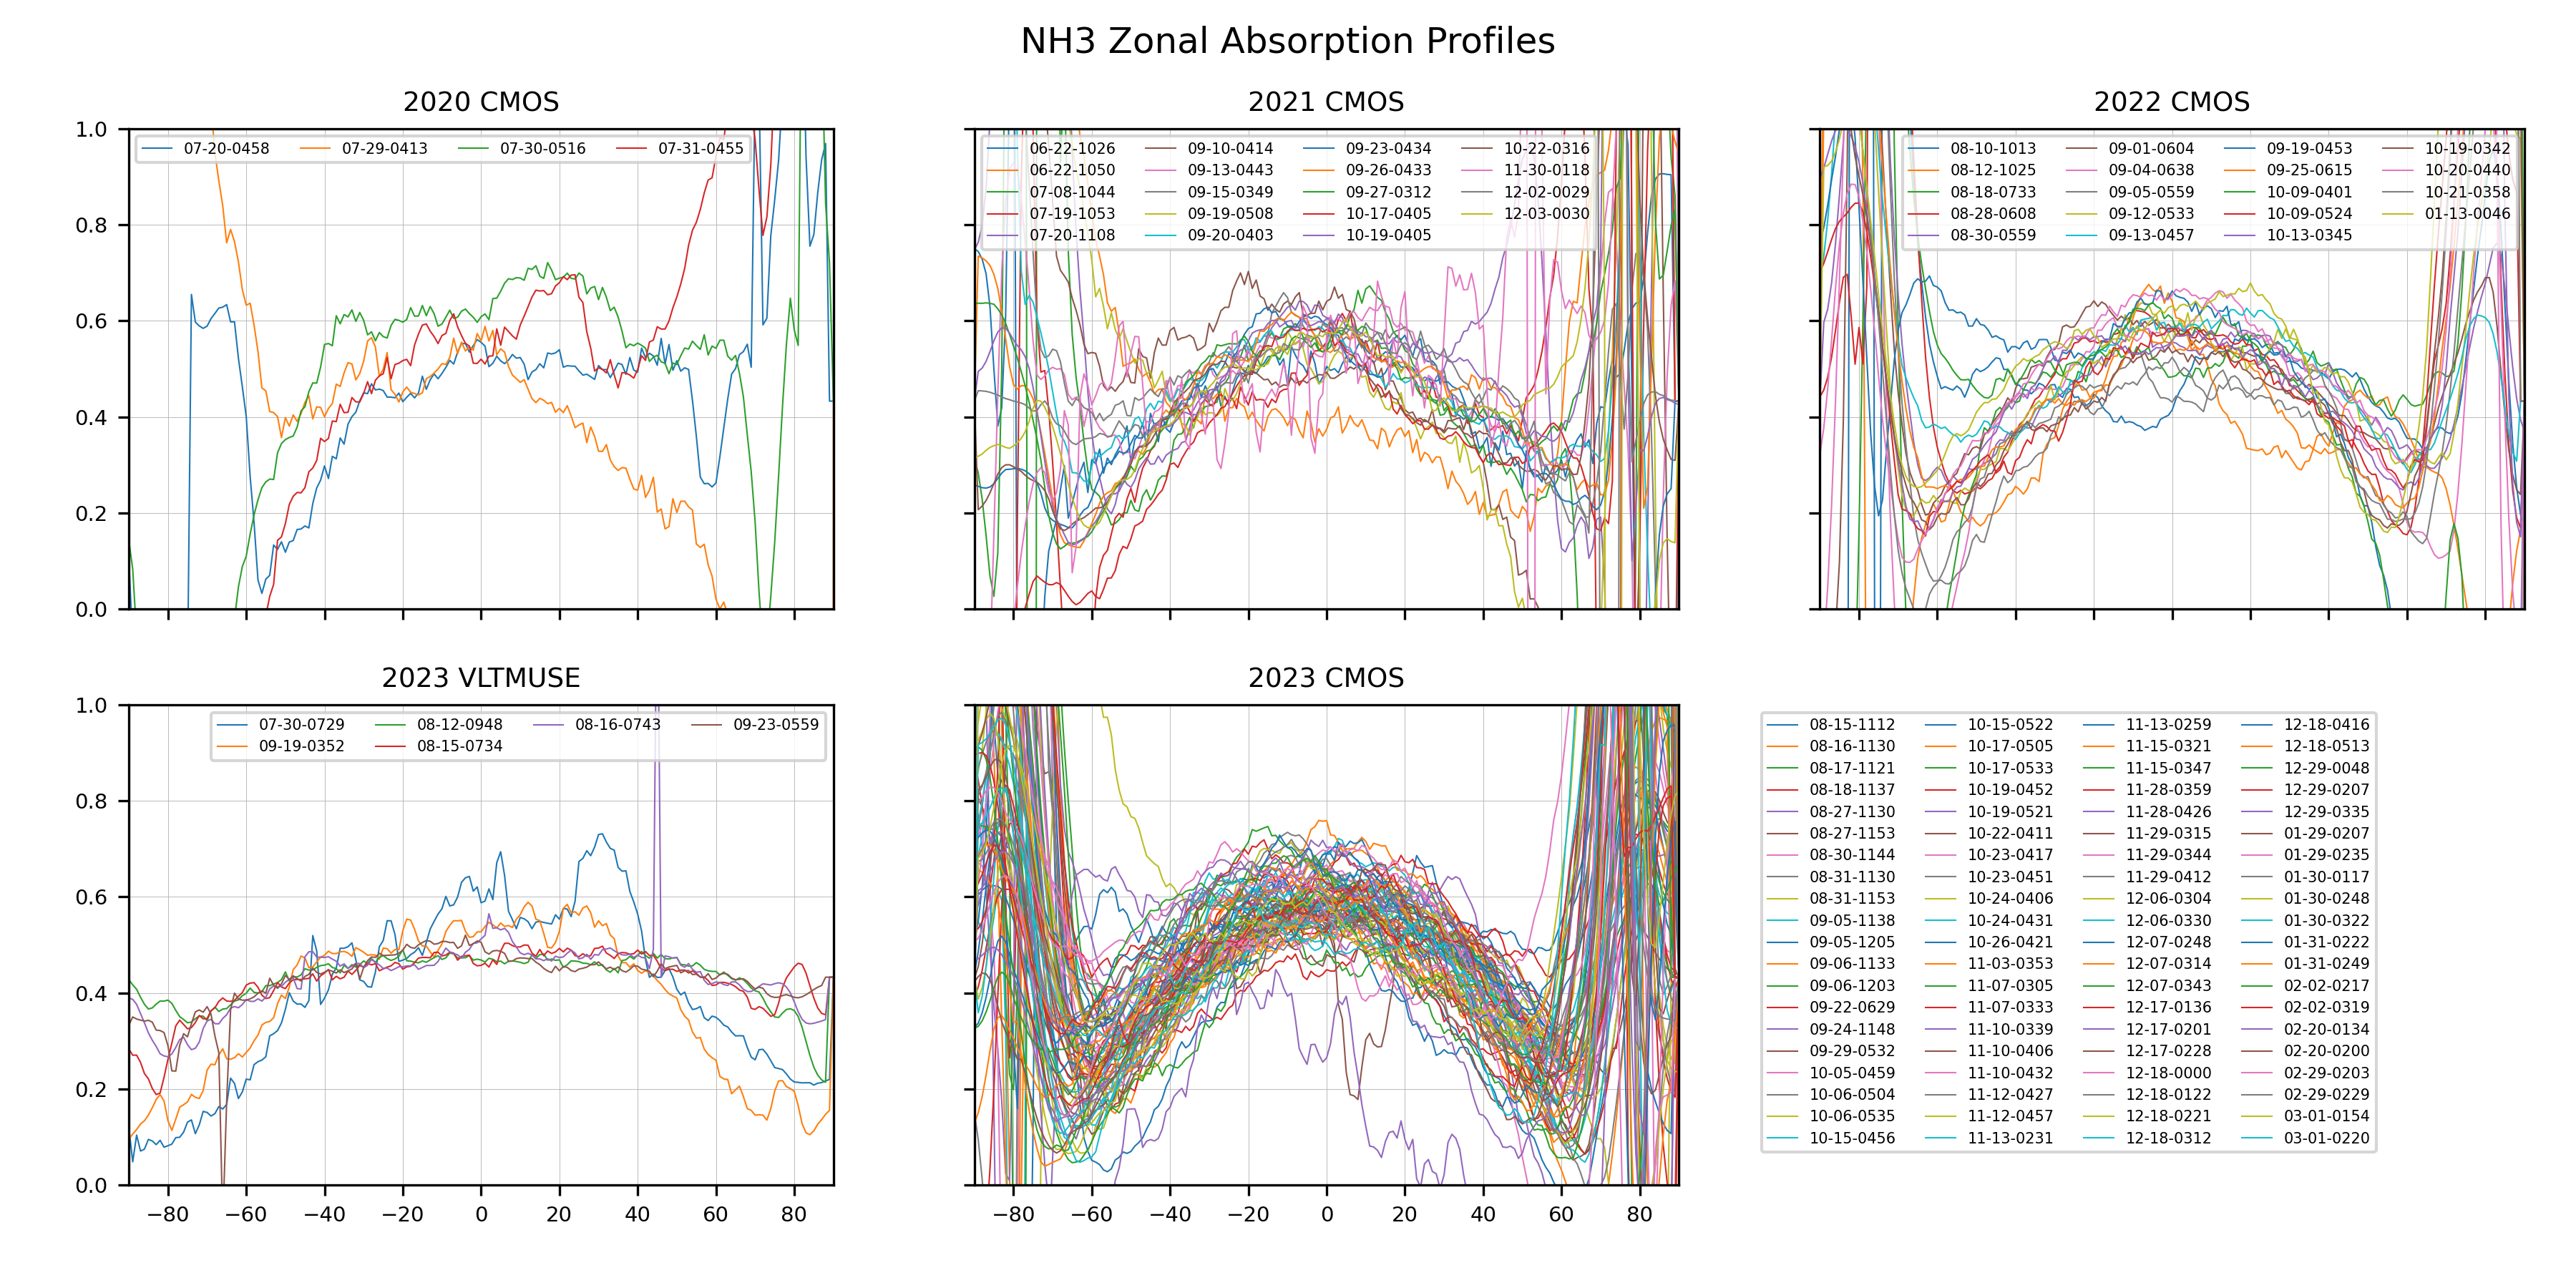 NH3 Zonal Absorption Profiles
2020 CMOS
1.0
0.8
0.6
0.4
0.2
0.0
07-20-0458 07-29-0413 07-30-0516 07-31-0455
2021 CMOS
06-22-1026 09-10-0414 09-23-0434 10-22-0316
06-22-1050 09-13-0443 09-26-0433 11-30-0118
07-08-1044 09-15-0349 09-27-0312 12-02-0029
07-19-1053 09-19-0508 10-17-0405 12-03-0030
07-20-1108 09-20-0403 10-19-0405
2022 CMOS
08-10-1013 09-01-0604 09-19-0453 10-19-0342
08-12-1025 09-04-0638 09-25-0615 10-20-0440
08-18-0733 09-05-0559 10-09-0401 10-21-0358
08-28-0608 09-12-0533 10-09-0524 01-13-0046
08-30-0559 09-13-0457 10-13-0345
2023 VLTMUSE
1.0
0.8
0.6
0.4
0.2
0.0
07-30-0729 08-12-0948 08-16-0743 09-23-0559
09-19-0352 08-15-0734
−80 −60 −40 −20 0 20 40 60 80
2023 CMOS
−80 −60 −40 −20 0 20 40 60 80
08-15-1112 10-15-0522 11-13-0259 12-18-0416
08-16-1130 10-17-0505 11-15-0321 12-18-0513
08-17-1121 10-17-0533 11-15-0347 12-29-0048
08-18-1137 10-19-0452 11-28-0359 12-29-0207
08-27-1130 10-19-0521 11-28-0426 12-29-0335
08-27-1153 10-22-0411 11-29-0315 01-29-0207
08-30-1144 10-23-0417 11-29-0344 01-29-0235
08-31-1130 10-23-0451 11-29-0412 01-30-0117
08-31-1153 10-24-0406 12-06-0304 01-30-0248
09-05-1138 10-24-0431 12-06-0330 01-30-0322
09-05-1205 10-26-0421 12-07-0248 01-31-0222
09-06-1133 11-03-0353 12-07-0314 01-31-0249
09-06-1203 11-07-0305 12-07-0343 02-02-0217
09-22-0629 11-07-0333 12-17-0136 02-02-0319
09-24-1148 11-10-0339 12-17-0201 02-20-0134
09-29-0532 11-10-0406 12-17-0228 02-20-0200
10-05-0459 11-10-0432 12-18-0000 02-29-0203
10-06-0504 11-12-0427 12-18-0122 02-29-0229
10-06-0535 11-12-0457 12-18-0221 03-01-0154
10-15-0456 11-13-0231 12-18-0312 03-01-0220